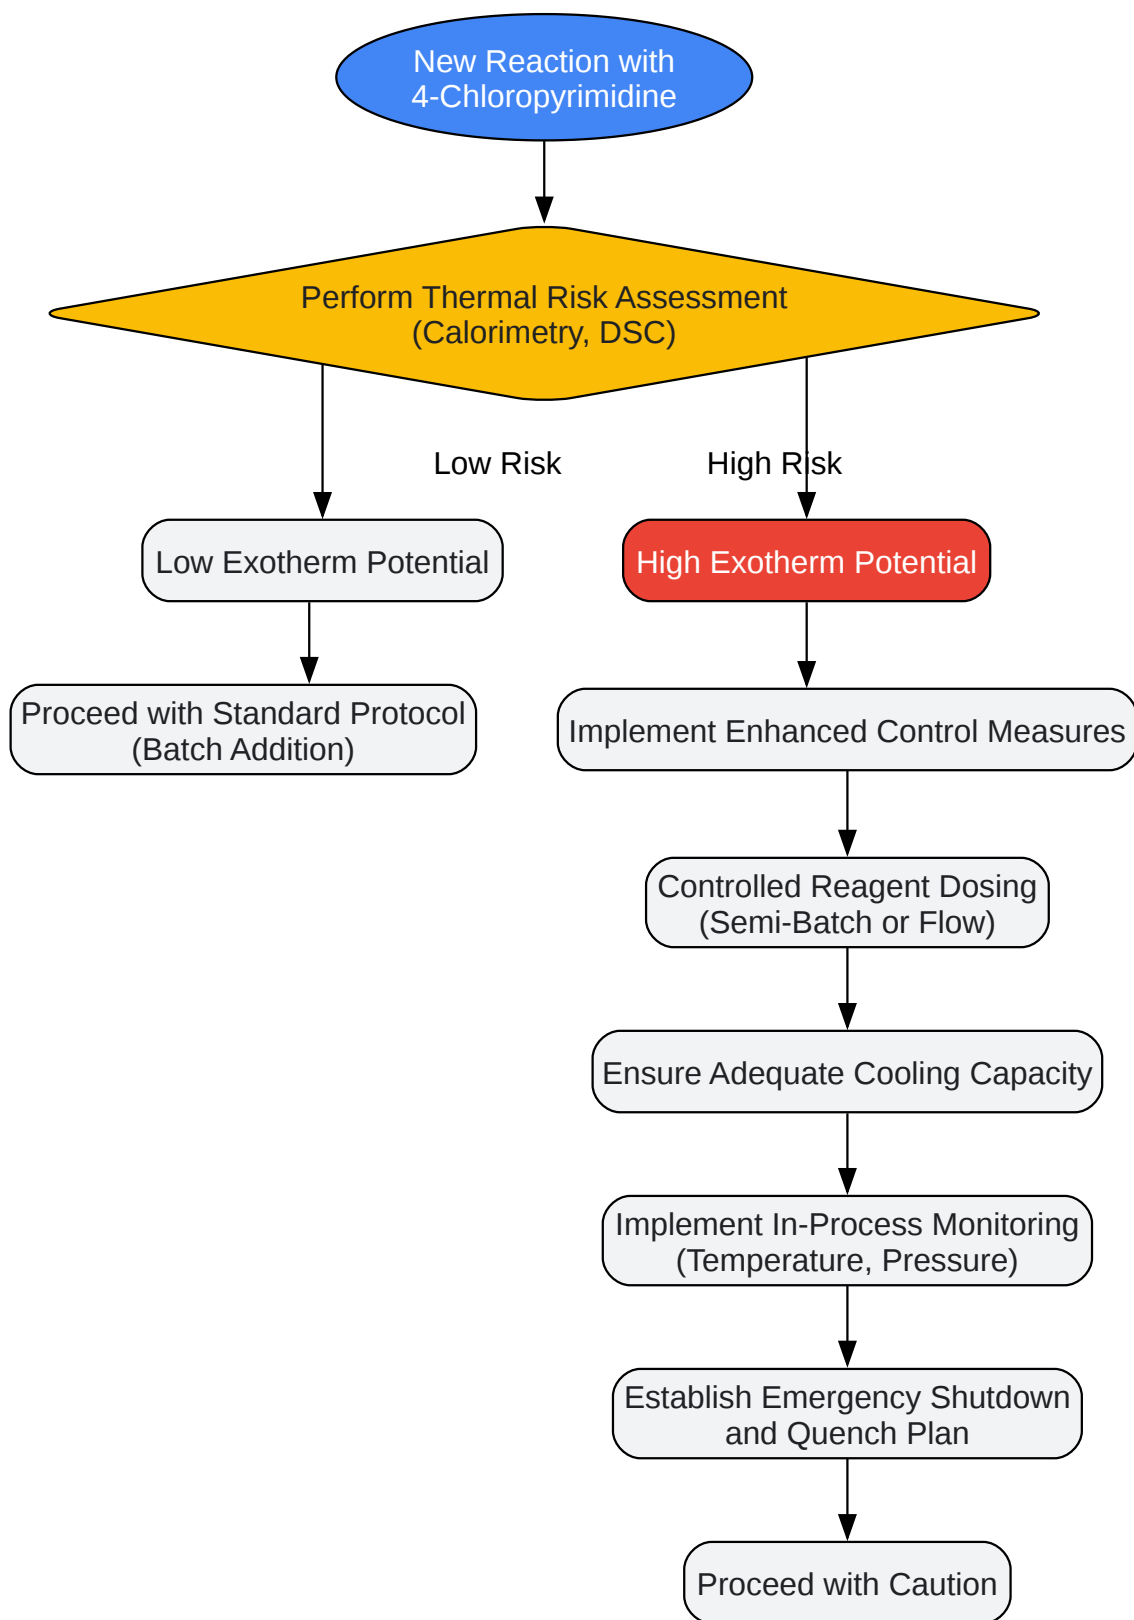 New Reaction with
4-Chloropyrimidine
Perform Thermal Risk Assessment
(Calorimetry, DSC)
Low Risk
High Risk
Low Exotherm Potential
High Exotherm Potential
Proceed with Standard Protocol
(Batch Addition)
Implement Enhanced Control Measures
Controlled Reagent Dosing
(Semi-Batch or Flow)
Ensure Adequate Cooling Capacity
Implement In-Process Monitoring
(Temperature, Pressure)
Establish Emergency Shutdown
and Quench Plan
Proceed with Caution